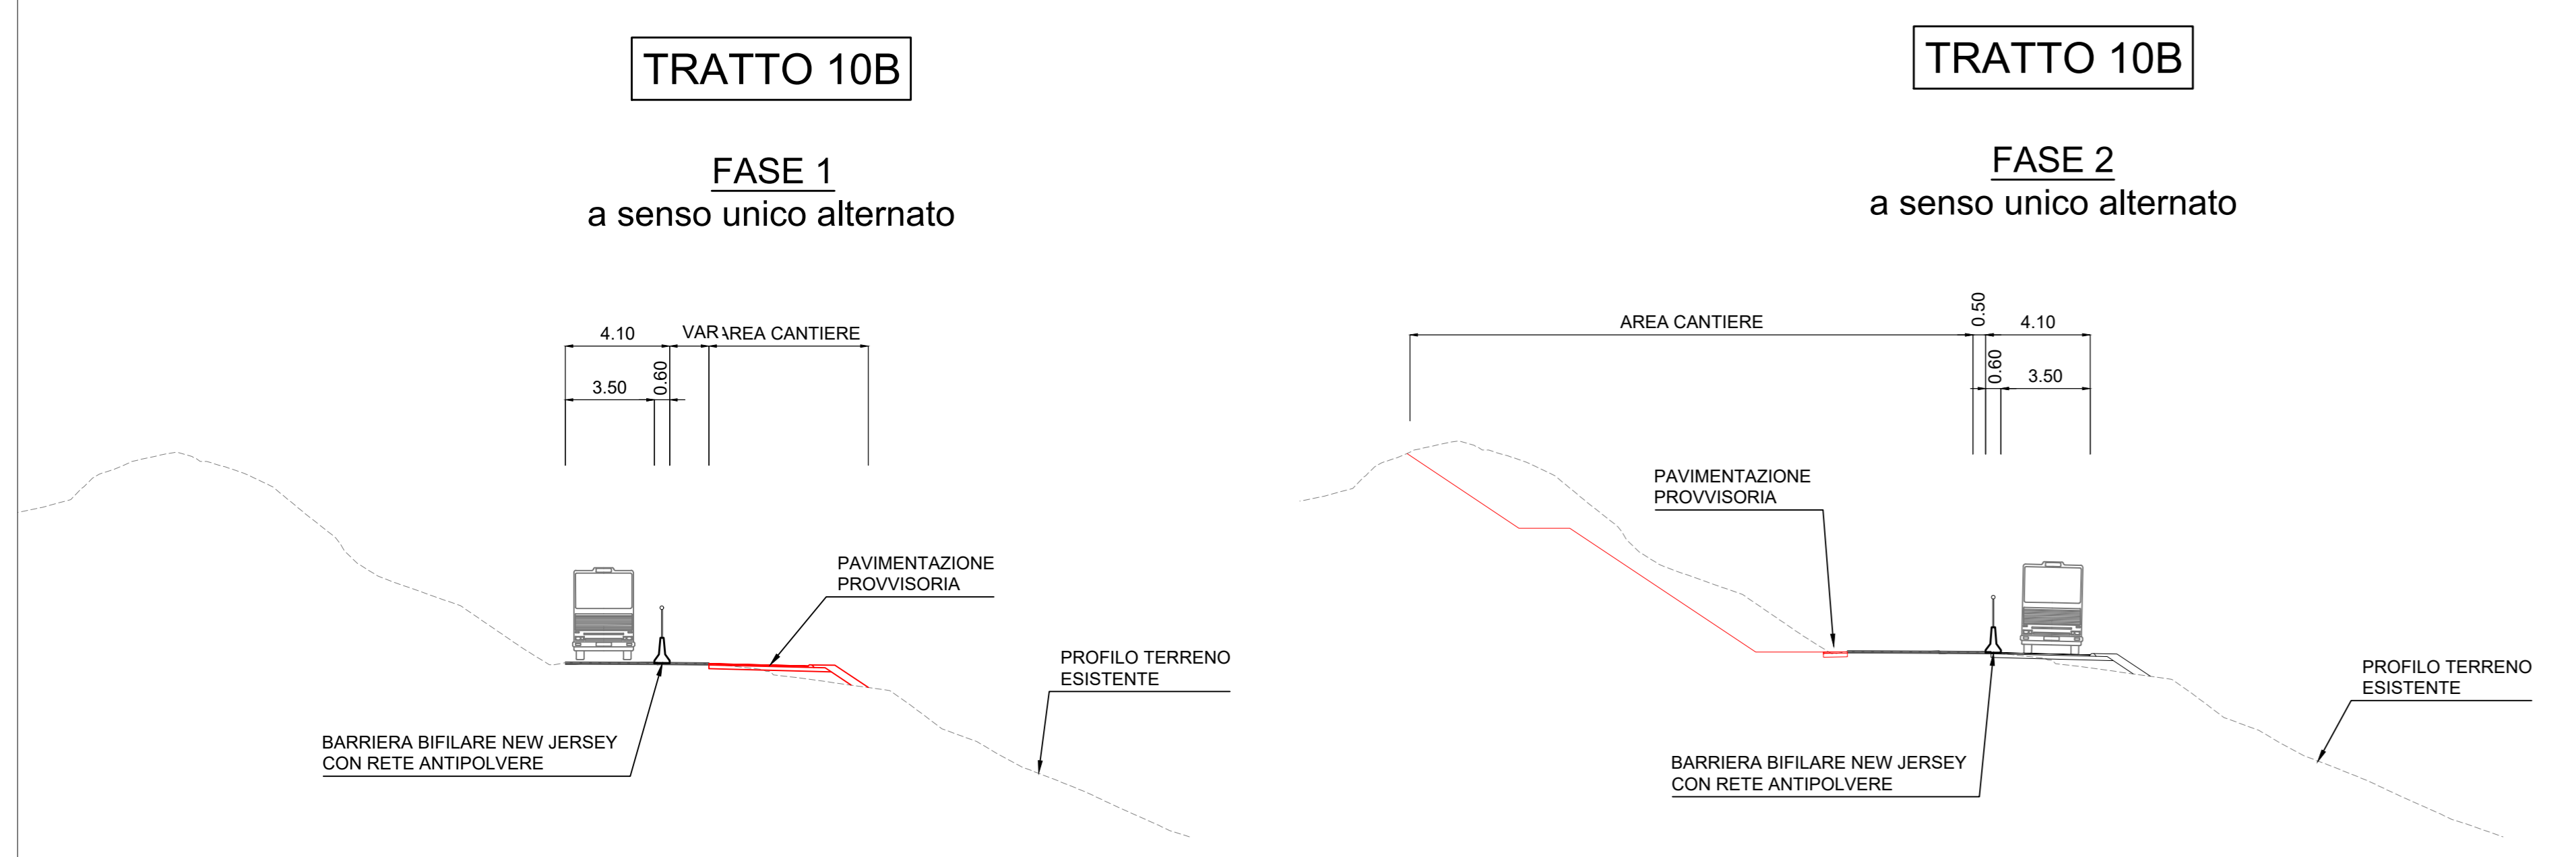 TRATTO 10B
FASE 1
a senso unico alternato
4.10
VAR
AREA CANTIERE
3.50
0.60
PAVIMENTAZIONE
PROVVISORIA
PROFILO TERRENO
ESISTENTE
BARRIERA BIFILARE NEW JERSEY
CON RETE ANTIPOLVERE
TRATTO 10B
FASE 2
a senso unico alternato
AREA CANTIERE
0.50
4.10
0.60
3.50
PAVIMENTAZIONE
PROVVISORIA
PROFILO TERRENO
ESISTENTE
BARRIERA BIFILARE NEW JERSEY
CON RETE ANTIPOLVERE